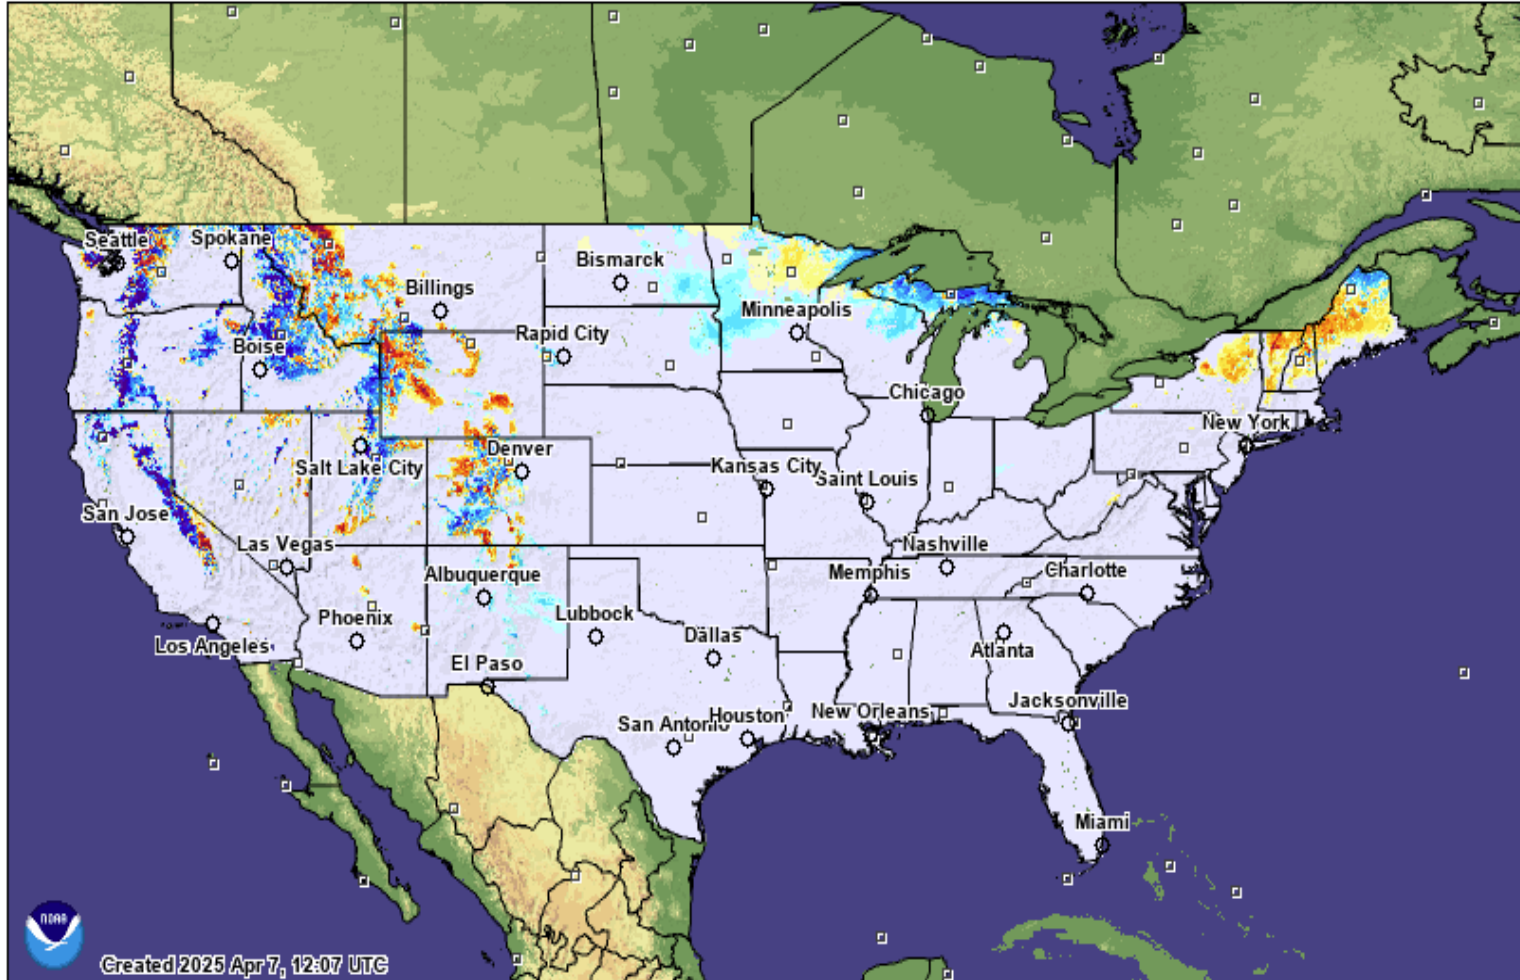 Seattle
Spokane
Bismarck
Billings
Minneapolis
Rapid City
Boise
Chicago
New York
Denver
Salt Lake City
Kansas City
Saint Louis
San Jose
Las Vegas
Nashville
Albuquerque
Memphis
Charlotte
Phoenix
Lubbock
Dallas
Los Angeles
Atlanta
El Paso
Jacksonville
San Antonio
Houston
New Orleans
Miami
NOAA
Created 2025 Apr 7, 12:07 UTC